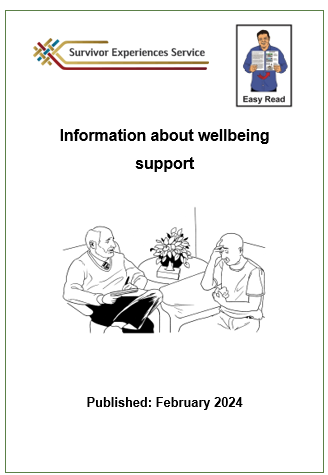 Survivor Experiences Service
Easy Read
Information about wellbeing
support
Published: February 2024